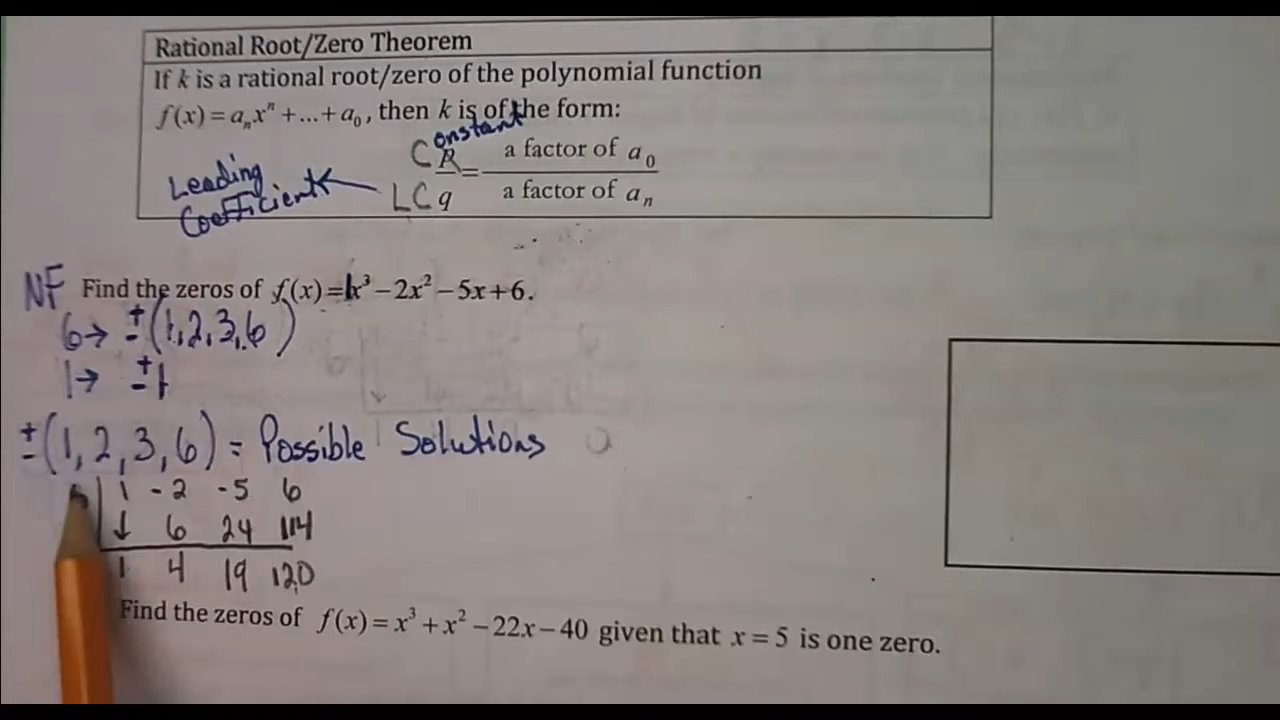 Rational Root/Zero Theorem
If k is a rational root/zero of the polynomial function
f(x) = aₙxⁿ + ... + a₀, then k is of the form:
Constant p = a factor of a₀
Leading Coefficient LC q a factor of aₙ
NF Find the zeros of f(x) = 1x³ − 2x² − 5x + 6.
6 → ±(1, 2, 3, 6)
1 → ±1
±(1, 2, 3, 6) = Possible Solutions
1 -2 -5 6
↓ 6 24 114
1 4 19 120
Find the zeros of f(x) = x³ + x² − 22x − 40 given that x = 5 is one zero.